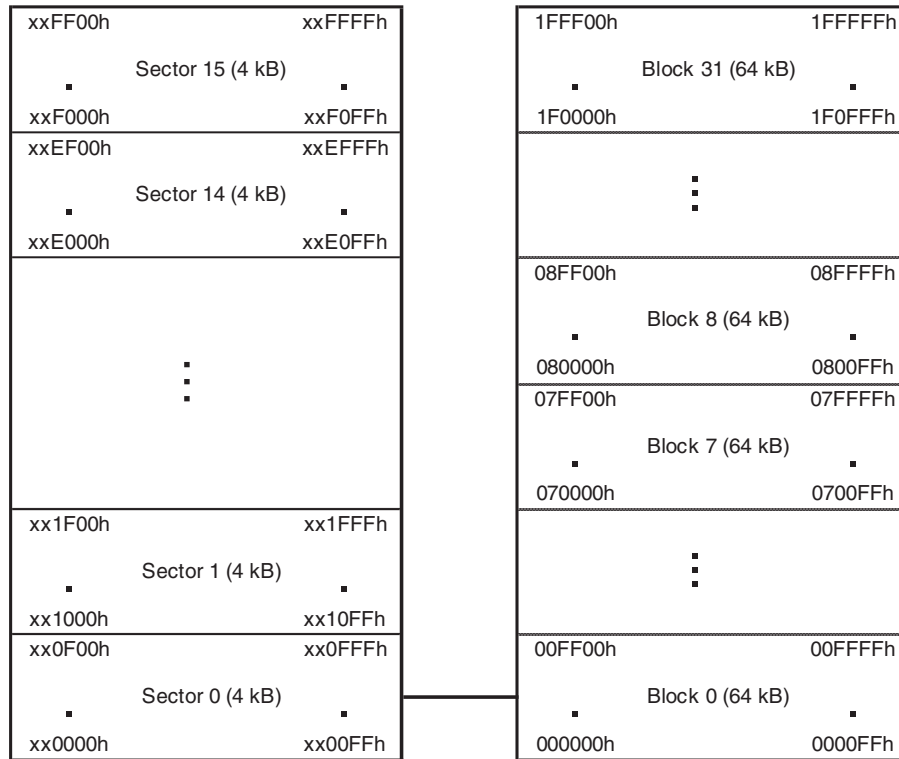 xxFF00h xxFFFFh
Sector 15 (4 kB)
xxF000h xxF0FFh
xxEF00h xxEFFFh
Sector 14 (4 kB)
xxE000h xxE0FFh
xx1F00h xx1FFFh
Sector 1 (4 kB)
xx1000h xx10FFh
xx0F00h xx0FFFh
Sector 0 (4 kB)
xx0000h xx00FFh
1FFF00h 1FFFFFh
Block 31 (64 kB)
1F0000h 1F0FFFh
08FF00h 08FFFFh
Block 8 (64 kB)
080000h 0800FFh
07FF00h 07FFFFh
Block 7 (64 kB)
070000h 0700FFh
00FF00h 00FFFFh
Block 0 (64 kB)
000000h 0000FFh